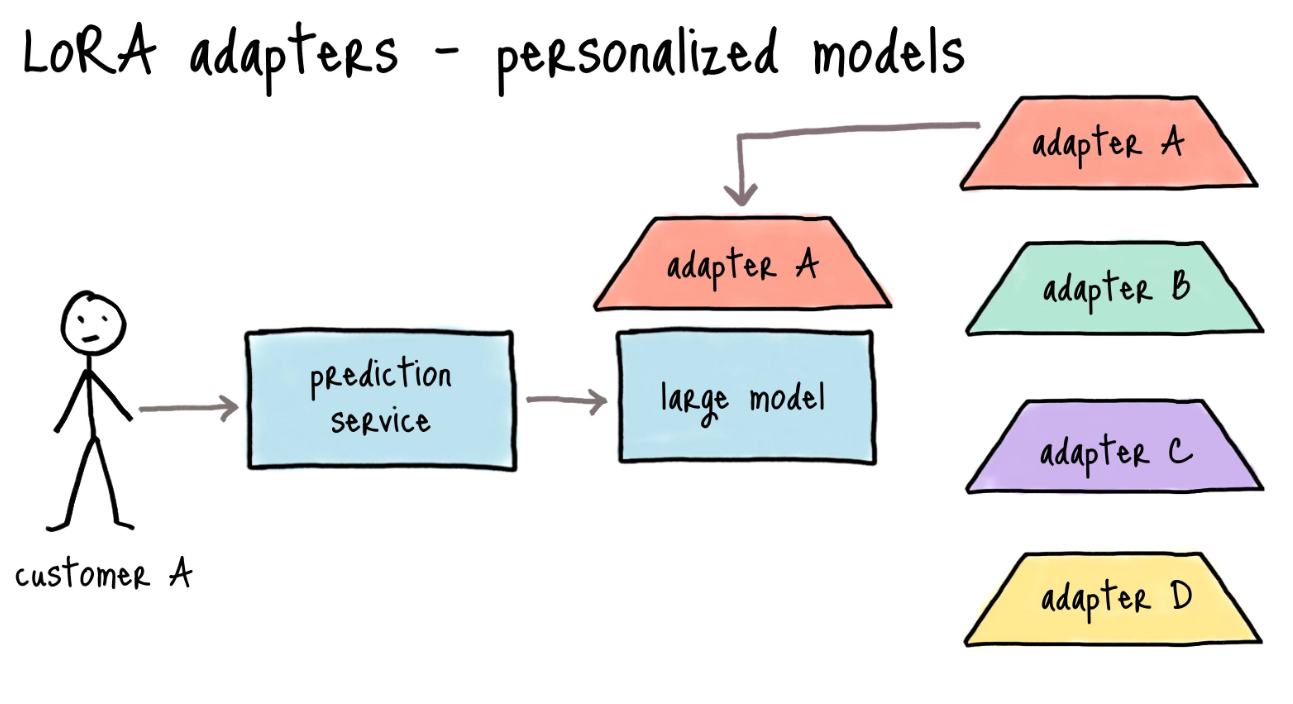 LoRA adapters - personalized models
adapter A
adapter A
adapter B
prediction
service
large model
adapter C
customer A
adapter D